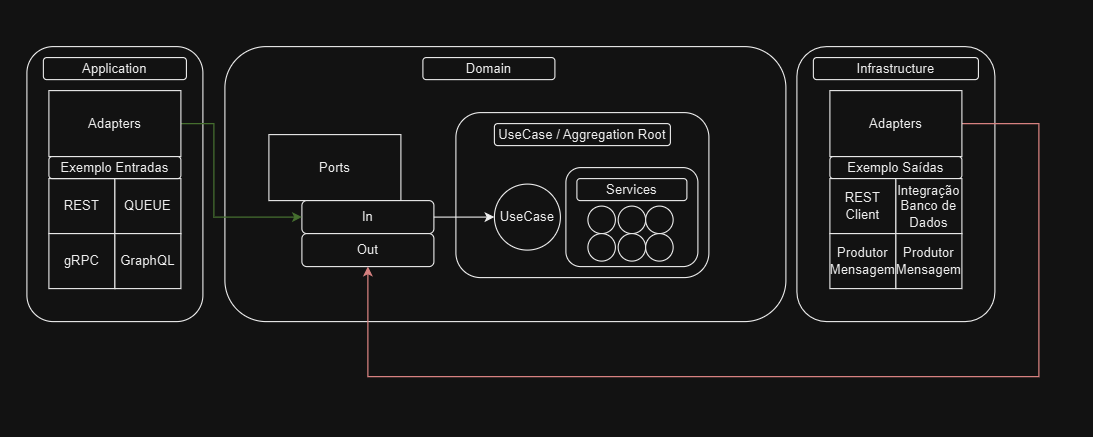 Application
Adapters
Exemplo Entradas
REST
QUEUE
gRPC
GraphQL
Domain
Ports
In
Out
UseCase / Aggregation Root
UseCase
Services
Infrastructure
Adapters
Exemplo Saídas
REST
Client
Integração
Banco de
Dados
Produtor
Mensagem
Produtor
Mensagem